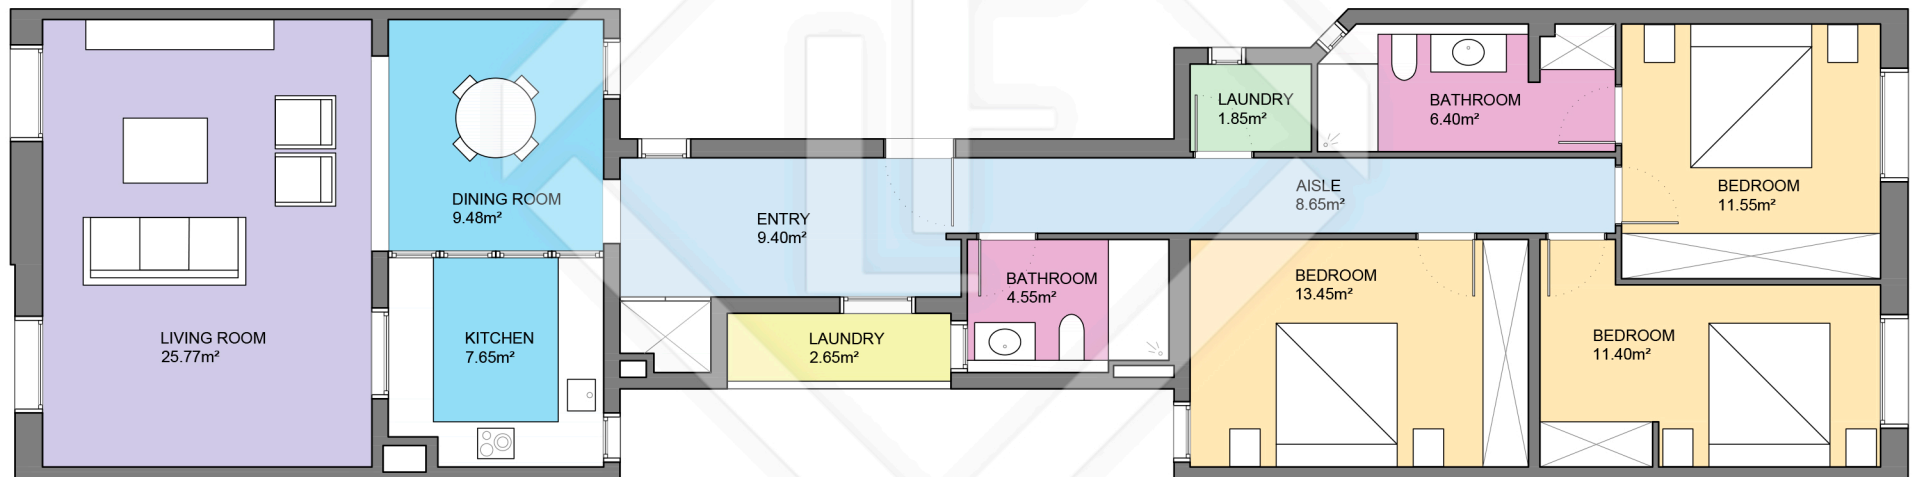 LIVING ROOM
25.77m²
DINING ROOM
9.48m²
KITCHEN
7.65m²
ENTRY
9.40m²
LAUNDRY
2.65m²
BATHROOM
4.55m²
LAUNDRY
1.85m²
BATHROOM
6.40m²
AISLE
8.65m²
BEDROOM
13.45m²
BEDROOM
11.55m²
BEDROOM
11.40m²